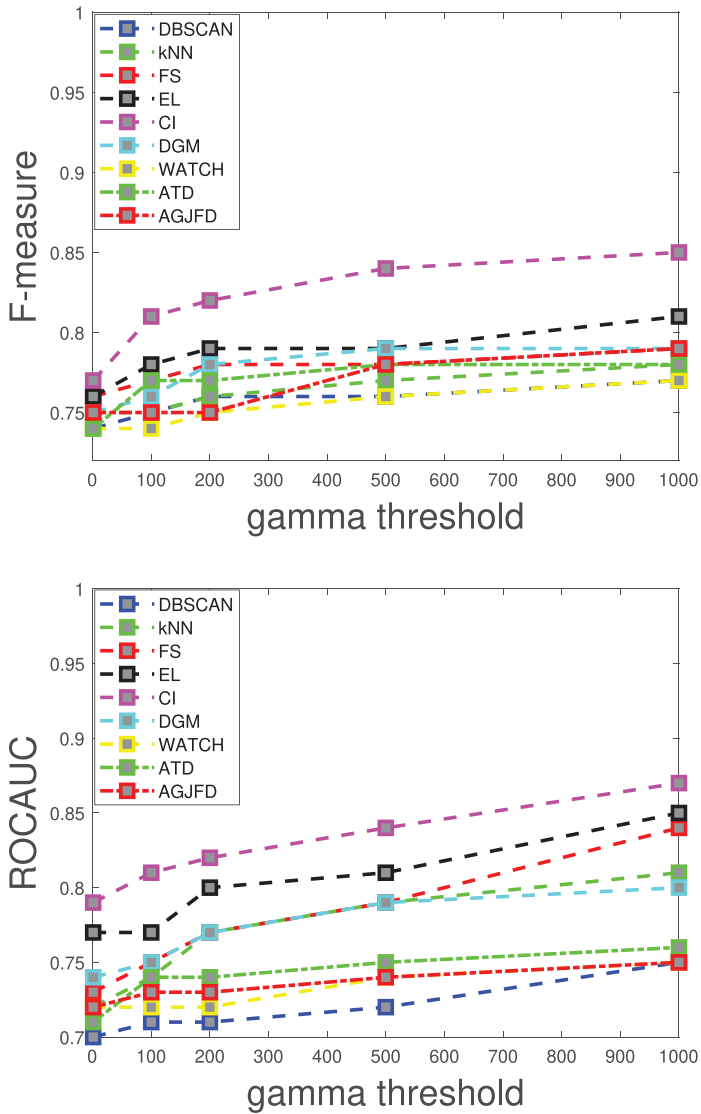 1
0.95
0.9
0.85
0.8
0.75
F-measure
DBSCAN
kNN
FS
EL
CI
DGM
WATCH
ATD
AGJFD
0 100 200 300 400 500 600 700 800 900 1000
gamma threshold
1
0.95
0.9
0.85
0.8
0.75
0.7
ROCAUC
DBSCAN
kNN
FS
EL
CI
DGM
WATCH
ATD
AGJFD
0 100 200 300 400 500 600 700 800 900 1000
gamma threshold